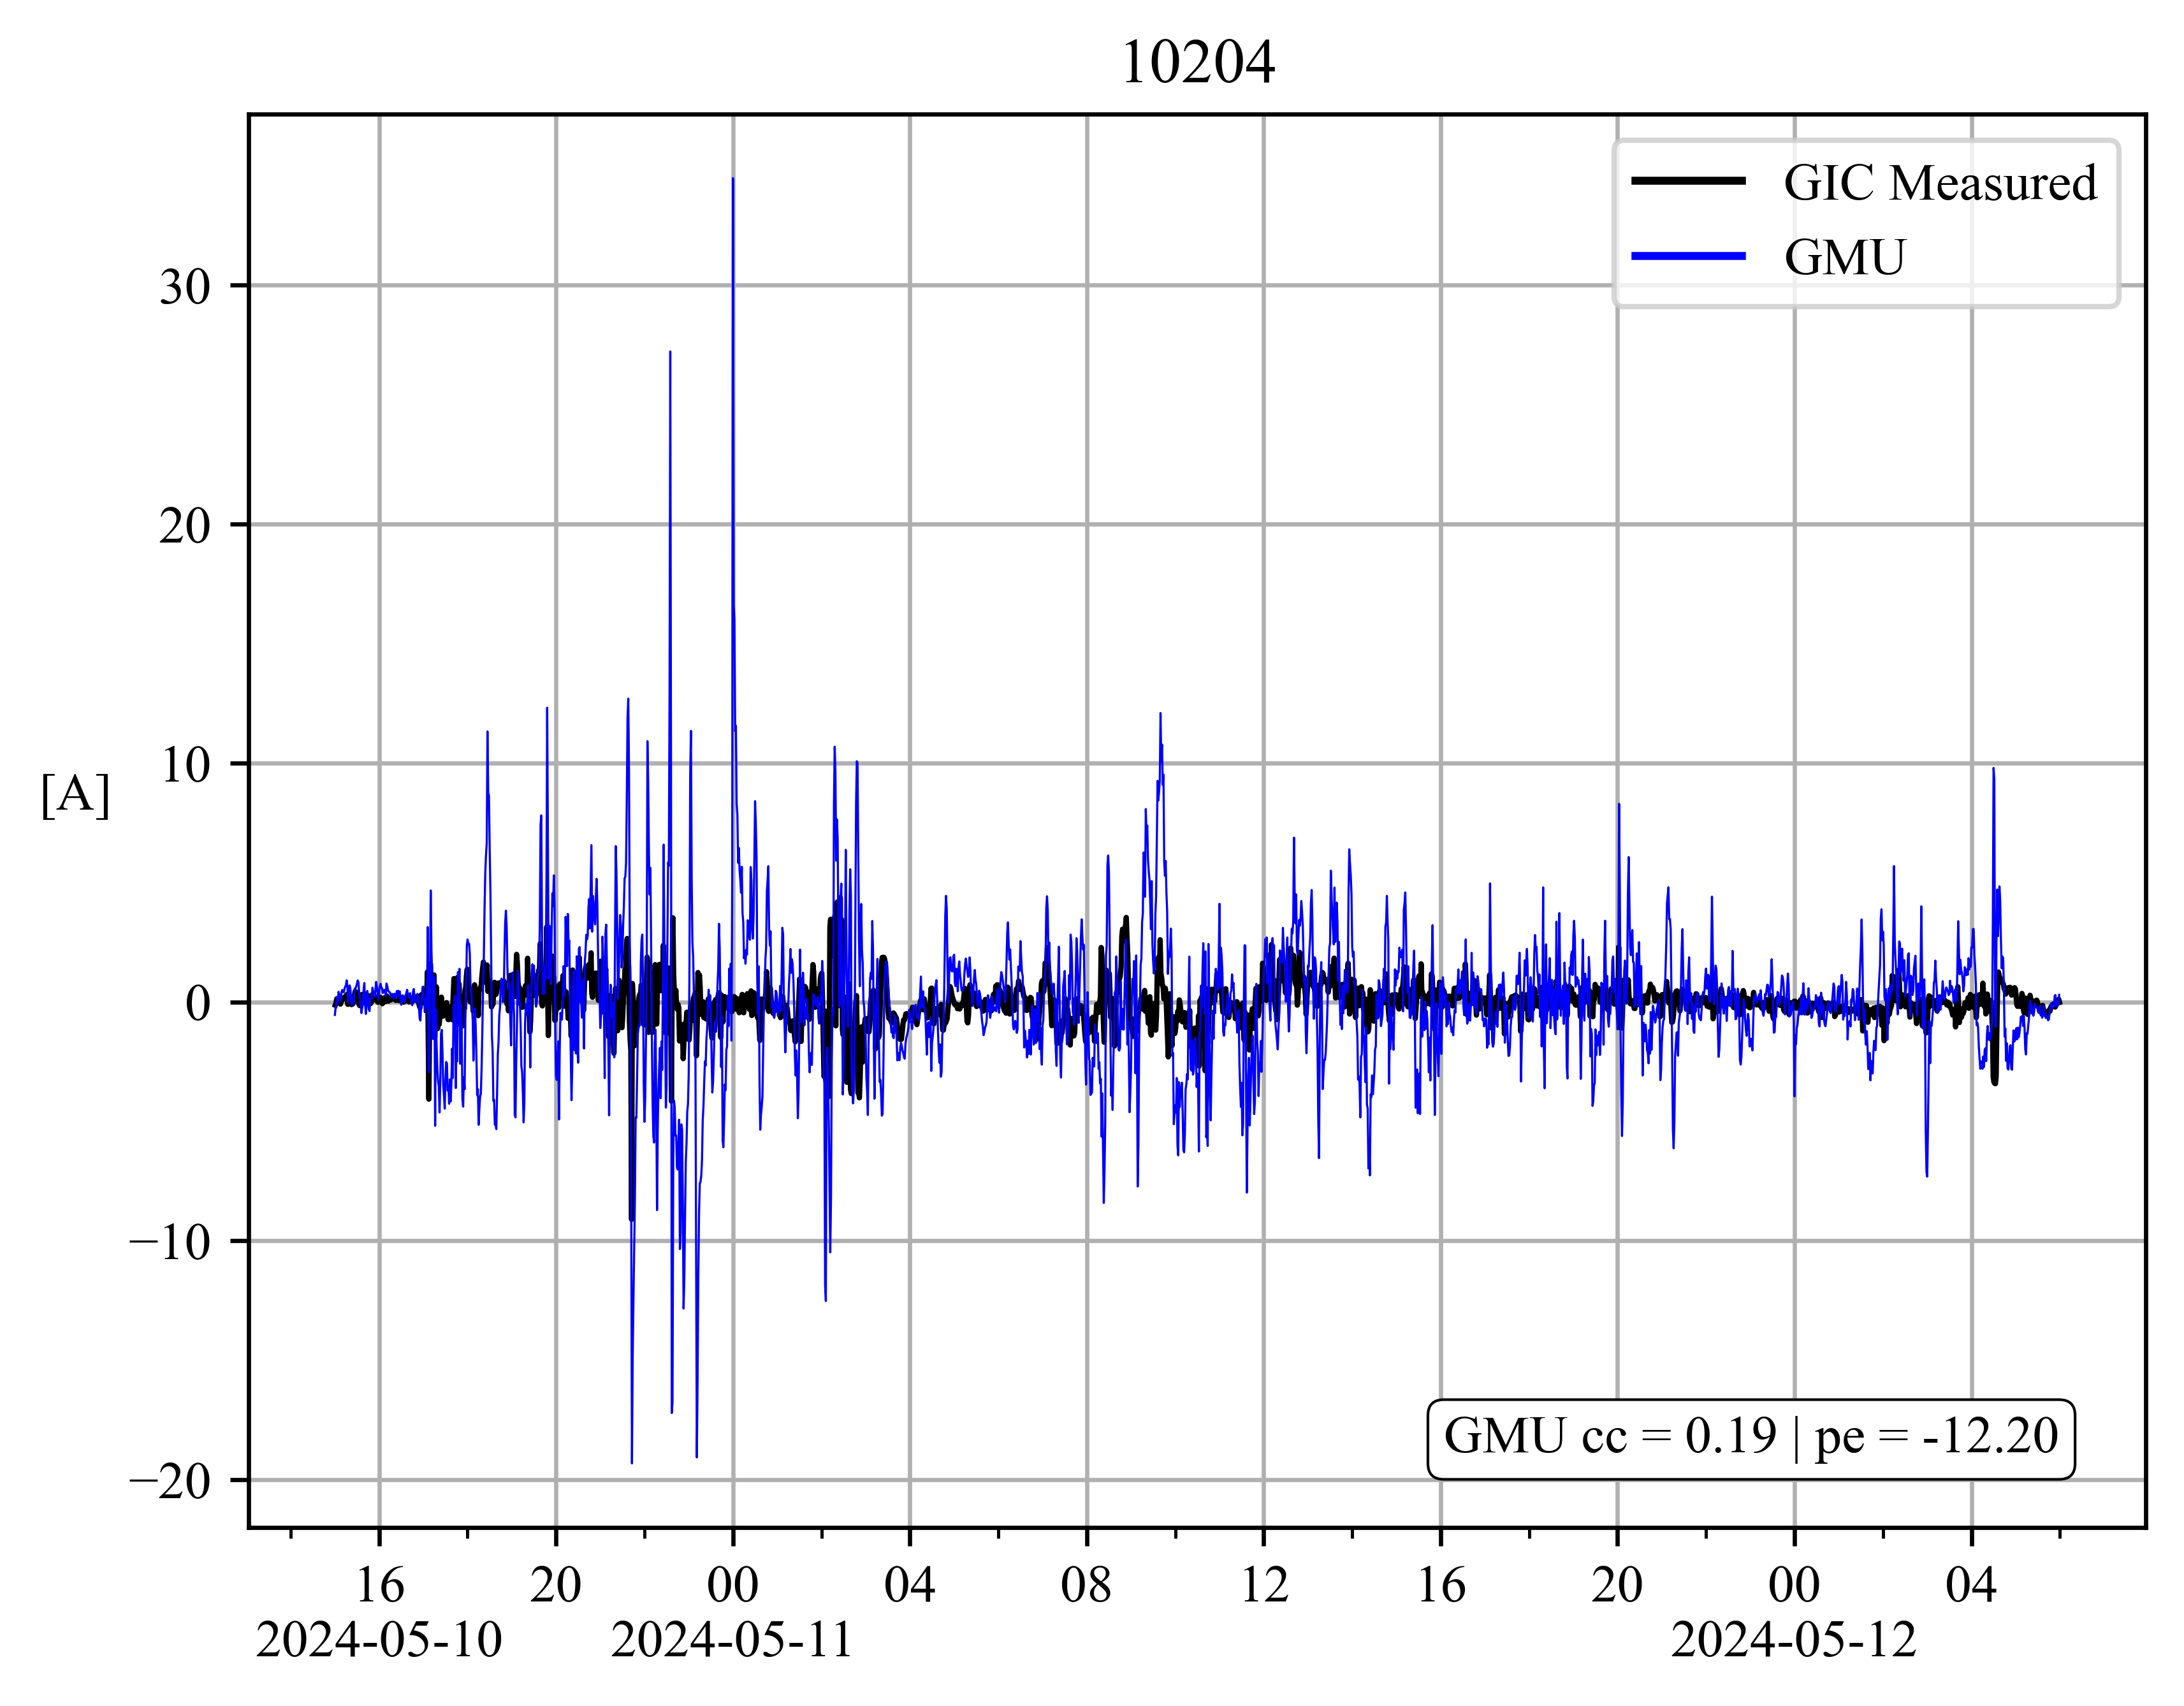 10204
GIC Measured
GMU
30
20
10
[A]
0
−10
−20
GMU cc = 0.19 | pe = -12.20
16 20 00 04 08 12 16 20 00 04
2024-05-10 2024-05-11 2024-05-12